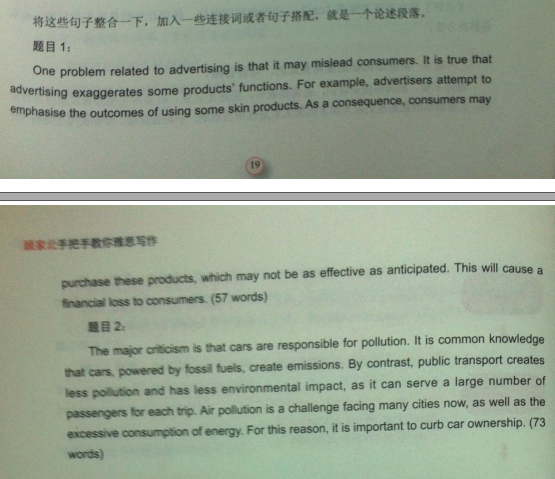 将这些句子整合一下，加入一些连接词或者句子搭配，就是一个论述段落。
题目1：
One problem related to advertising is that it may mislead consumers. It is true that
advertising exaggerates some products' functions. For example, advertisers attempt to
emphasise the outcomes of using some skin products. As a consequence, consumers may
19
顾家北手把手教你雅思写作
purchase these products, which may not be as effective as anticipated. This will cause a
financial loss to consumers. (57 words)
题目2：
The major criticism is that cars are responsible for pollution. It is common knowledge
that cars, powered by fossil fuels, create emissions. By contrast, public transport creates
less pollution and has less environmental impact, as it can serve a large number of
passengers for each trip. Air pollution is a challenge facing many cities now, as well as the
excessive consumption of energy. For this reason, it is important to curb car ownership. (73
words)